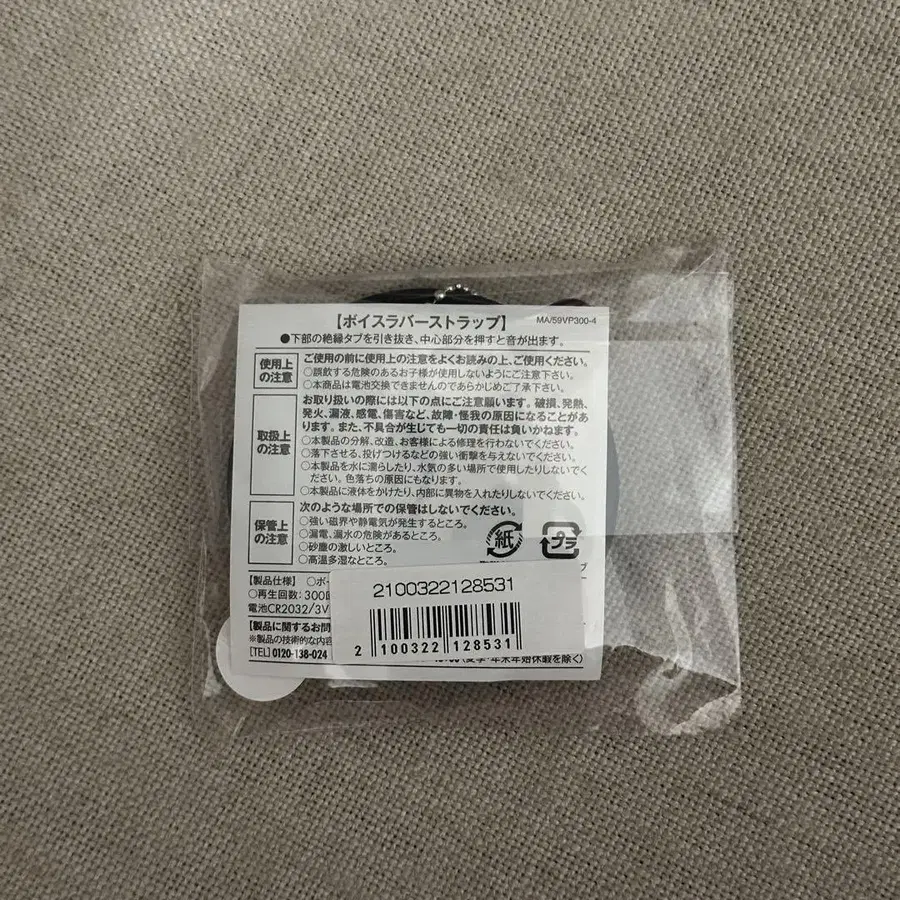 【ボイスラバーストラップ】
MA/59VP300-4
●下部の絶縁タブを引き抜き、中心部分を押すと音が出ます。
使用上の注意
ご使用の前に使用上の注意をよくお読みの上、ご使用ください。
○誤飲する危険のあるお子様が使用しないようにご注意下さい。
○本商品は電池交換できませんのであらかじめご了承下さい。
取扱上の注意
お取り扱いの際には以下の点にご注意願います。破損、発熱、
発火、漏液、感電、傷害など、故障・怪我の原因になることがあ
ります。また、不具合が生じても一切の責任は負いかねます。
○本製品の分解、改造、お客様による修理を行わないでください。
○落下させる、投げつけるなどの強い衝撃を与えないでください。
○本製品を水に濡らしたり、水気の多い場所で使用したりしないでく
ださい。色落ちの原因にもなります。
○本製品に液体をかけたり、内部に異物を入れたりしないでください。
保管上の注意
次のような場所での保管はしないでください。
○強い磁界や静電気が発生するところ。
○漏電、漏水の危険があるところ。
○砂塵の激しいところ。
○高温多湿なところ。
紙
プラ
【製品仕様】 ○ボー
○再生回数:300回
電池CR2032/3V
【製品に関するお問
※製品の技術的な内容
[TEL] 0120-138-024
(夏季・年末年始休暇を除く)
2100322128531
2 100322 128531